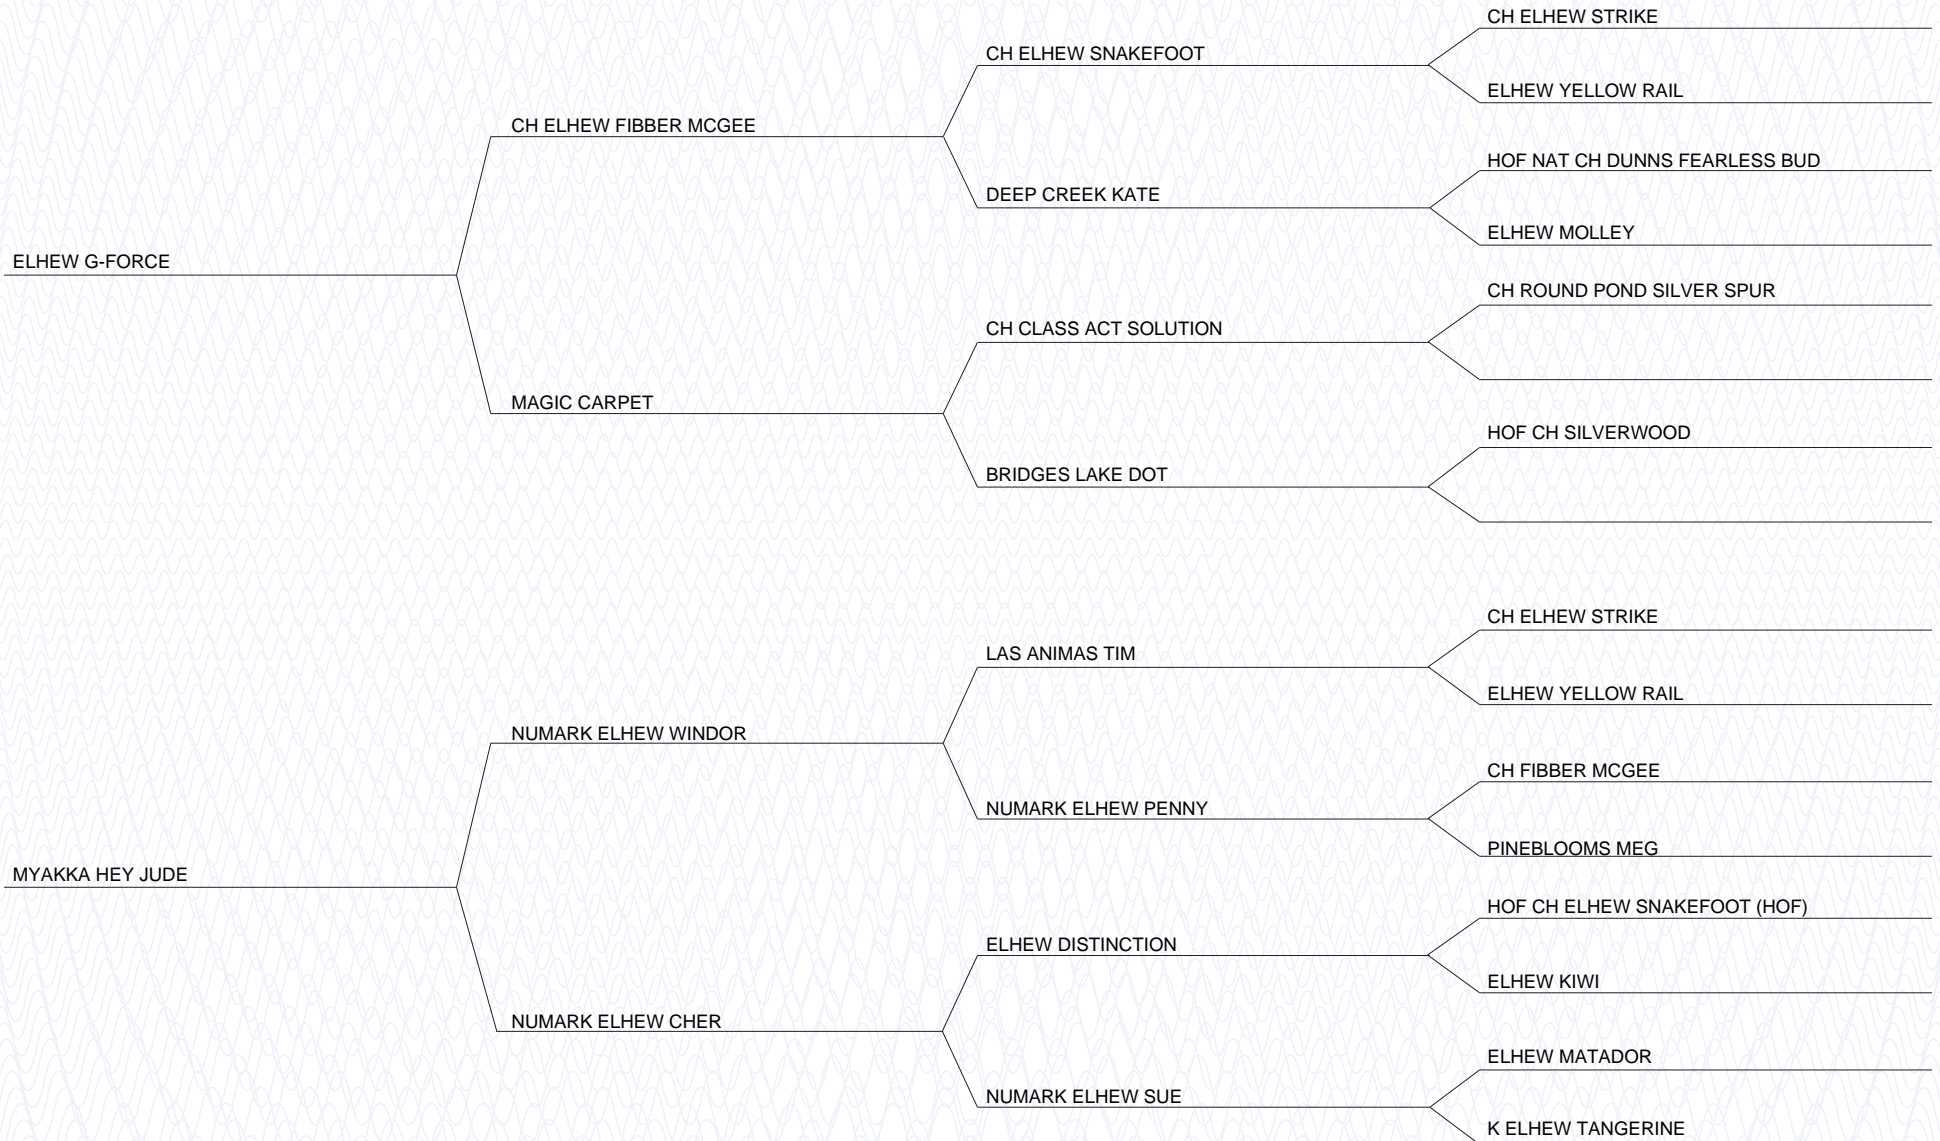 CH ELHEW STRIKE
CH ELHEW SNAKEFOOT
ELHEW YELLOW RAIL
CH ELHEW FIBBER MCGEE
HOF NAT CH DUNNS FEARLESS BUD
DEEP CREEK KATE
ELHEW MOLLEY
ELHEW G-FORCE
CH ROUND POND SILVER SPUR
CH CLASS ACT SOLUTION
MAGIC CARPET
HOF CH SILVERWOOD
BRIDGES LAKE DOT
CH ELHEW STRIKE
LAS ANIMAS TIM
ELHEW YELLOW RAIL
NUMARK ELHEW WINDOR
CH FIBBER MCGEE
NUMARK ELHEW PENNY
PINEBLOOMS MEG
MYAKKA HEY JUDE
HOF CH ELHEW SNAKEFOOT (HOF)
ELHEW DISTINCTION
ELHEW KIWI
NUMARK ELHEW CHER
ELHEW MATADOR
NUMARK ELHEW SUE
K ELHEW TANGERINE